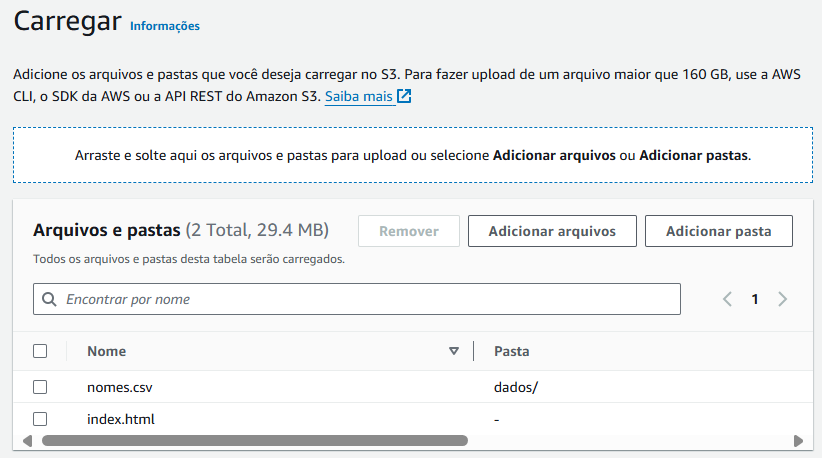 Carregar Informações
Adicione os arquivos e pastas que você deseja carregar no S3. Para fazer upload de um arquivo maior que 160 GB, use a AWS
CLI, o SDK da AWS ou a API REST do Amazon S3. Saiba mais
Arraste e solte aqui os arquivos e pastas para upload ou selecione Adicionar arquivos ou Adicionar pastas.
Arquivos e pastas (2 Total, 29.4 MB) Remover Adicionar arquivos Adicionar pasta
Todos os arquivos e pastas desta tabela serão carregados.
Encontrar por nome 1
Nome Pasta
nomes.csv dados/
index.html -